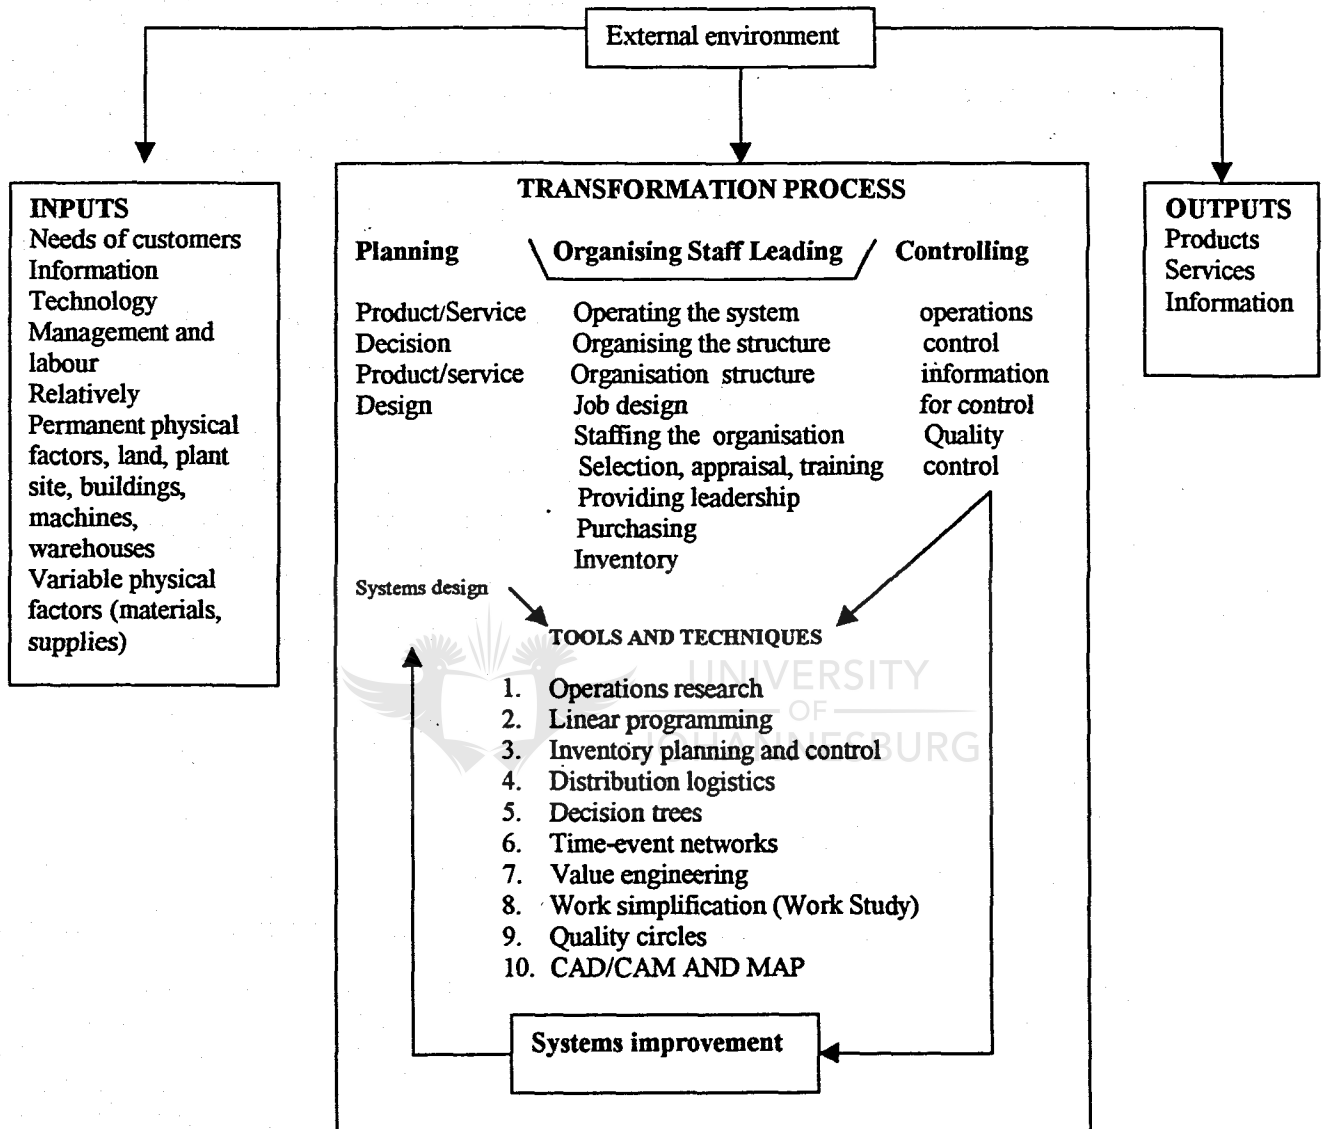 External environment
INPUTS
Needs of customers
Information
Technology
Management and
labour
Relatively
Permanent physical
factors, land, plant
site, buildings,
machines,
warehouses
Variable physical
factors (materials,
supplies)
TRANSFORMATION PROCESS
Planning
Product/Service
Decision
Product/service
Design
Systems design
Organising Staff Leading
Operating the system
Organising the structure
Organisation structure
Job design
Staffing the organisation
Selection, appraisal, training
Providing leadership
Purchasing
Inventory
Controlling
operations
control
information
for control
Quality
control
TOOLS AND TECHNIQUES
1. Operations research
2. Linear programming
3. Inventory planning and control
4. Distribution logistics
5. Decision trees
6. Time-event networks
7. Value engineering
8. Work simplification (Work Study)
9. Quality circles
10. CAD/CAM AND MAP
Systems improvement
OUTPUTS
Products
Services
Information
UNIVERSITY
OF
JOHANNESBURG